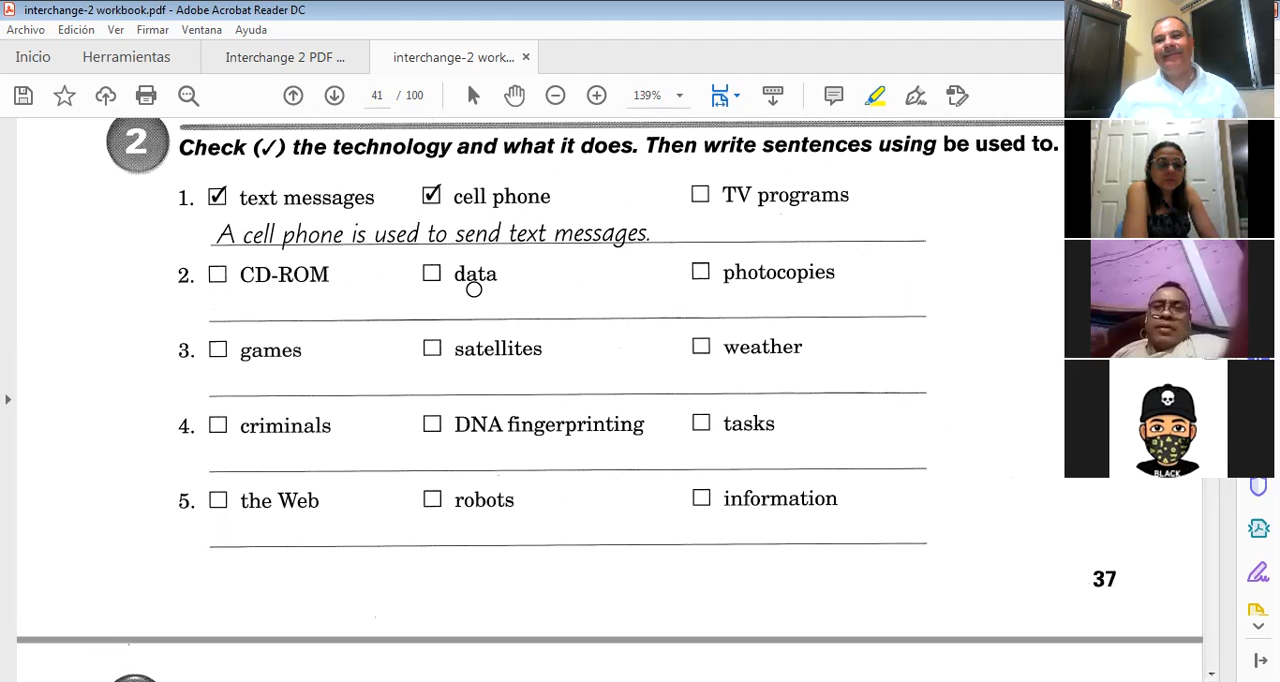 interchange-2 workbook.pdf - Adobe Acrobat Reader DC
Archivo Edición Ver Firmar Ventana Ayuda
Inicio Herramientas Interchange 2 PDF ... interchange-2 work... ×
41 / 100 139%
2 Check (✓) the technology and what it does. Then write sentences using be used to.
1. ☑ text messages ☑ cell phone ☐ TV programs
A cell phone is used to send text messages.
2. ☐ CD-ROM ☐ data ☐ photocopies
3. ☐ games ☐ satellites ☐ weather
4. ☐ criminals ☐ DNA fingerprinting ☐ tasks
5. ☐ the Web ☐ robots ☐ information
37
BLACK